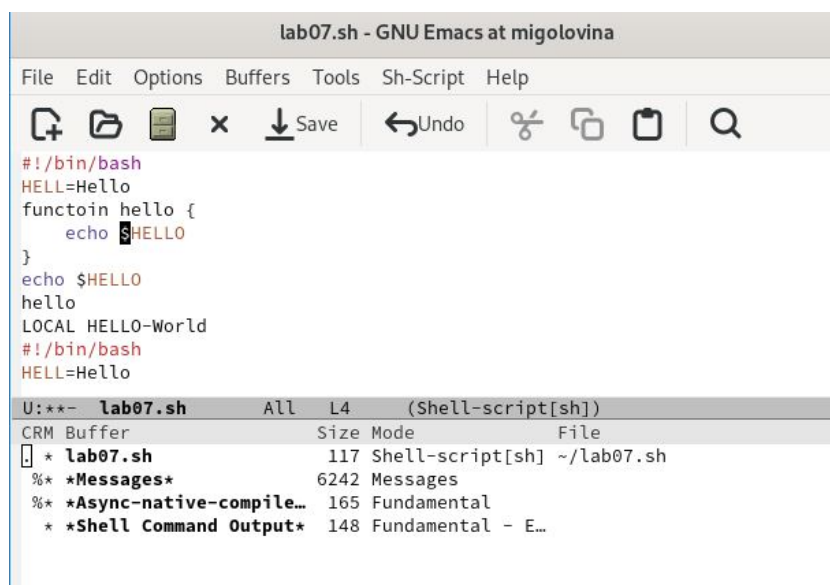 lab07.sh - GNU Emacs at migolovina
File Edit Options Buffers Tools Sh-Script Help
Save Undo
#!/bin/bash
HELL=Hello
functoin hello {
    echo $HELLO
}
echo $HELLO
hello
LOCAL HELLO-World
#!/bin/bash
HELL=Hello
U:**- lab07.sh All L4 (Shell-script[sh])
CRM Buffer Size Mode File
. * lab07.sh 117 Shell-script[sh] ~/lab07.sh
%* *Messages* 6242 Messages
%* *Async-native-compile… 165 Fundamental
* *Shell Command Output* 148 Fundamental - E…